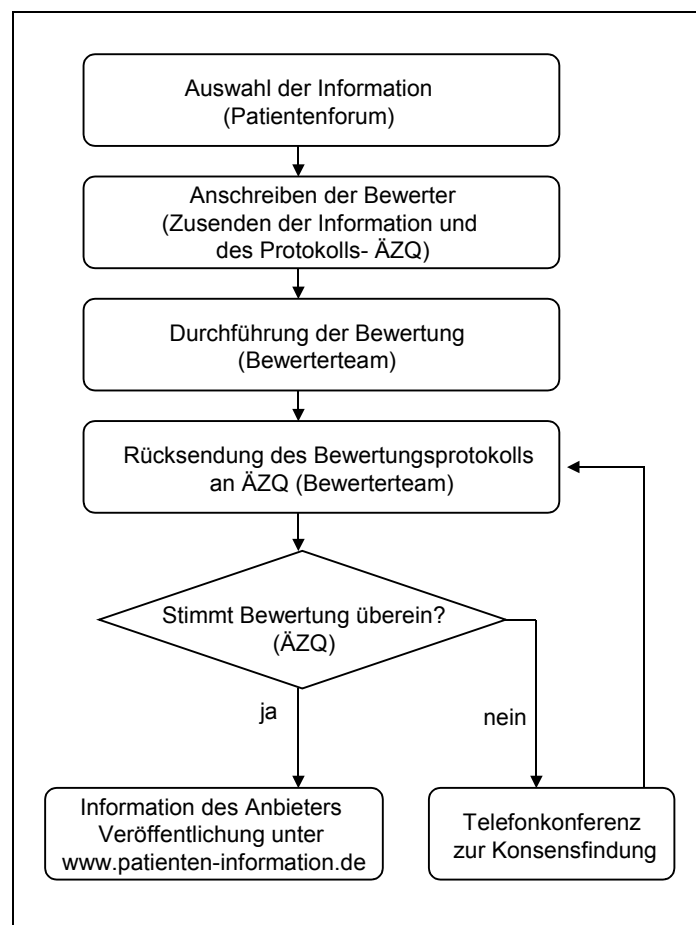 Auswahl der Information
(Patientenforum)
Anschreiben der Bewerter
(Zusenden der Information und
des Protokolls- ÄZQ)
Durchführung der Bewertung
(Bewerterteam)
Rücksendung des Bewertungsprotokolls
an ÄZQ (Bewerterteam)
Stimmt Bewertung überein?
(ÄZQ)
ja
nein
Information des Anbieters
Veröffentlichung unter
www.patienten-information.de
Telefonkonferenz
zur Konsensfindung